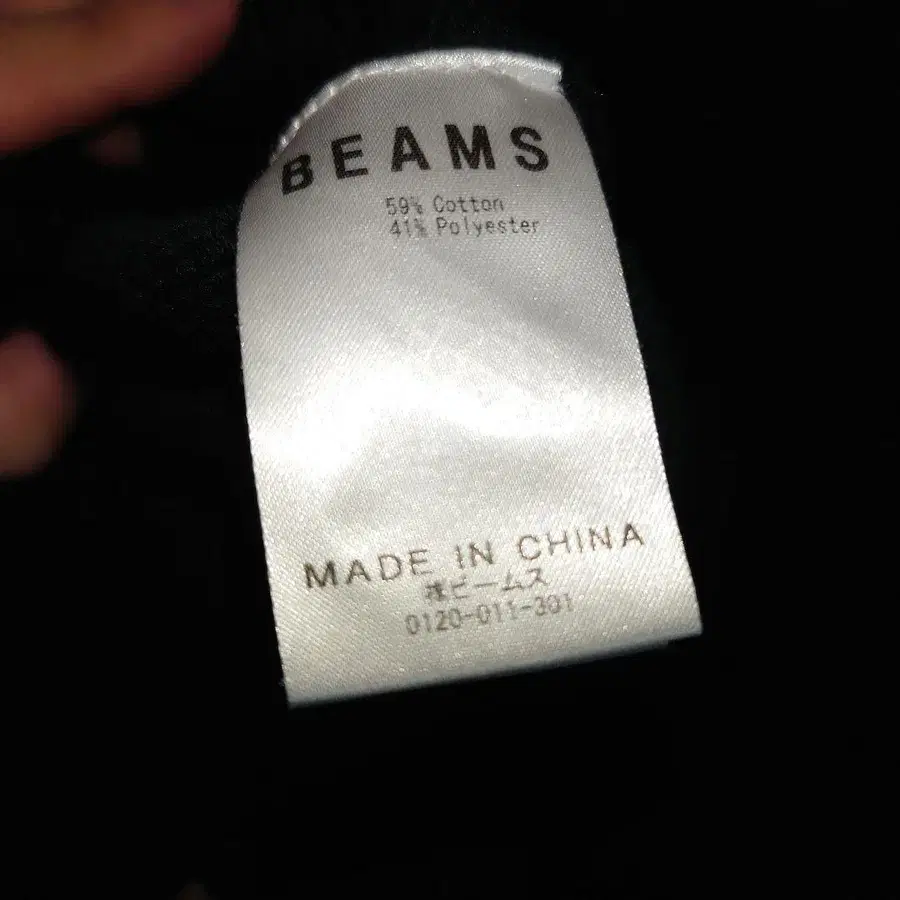 BEAMS
59% Cotton
41% Polyester
MADE IN CHINA
㈱ビームス
0120-011-301